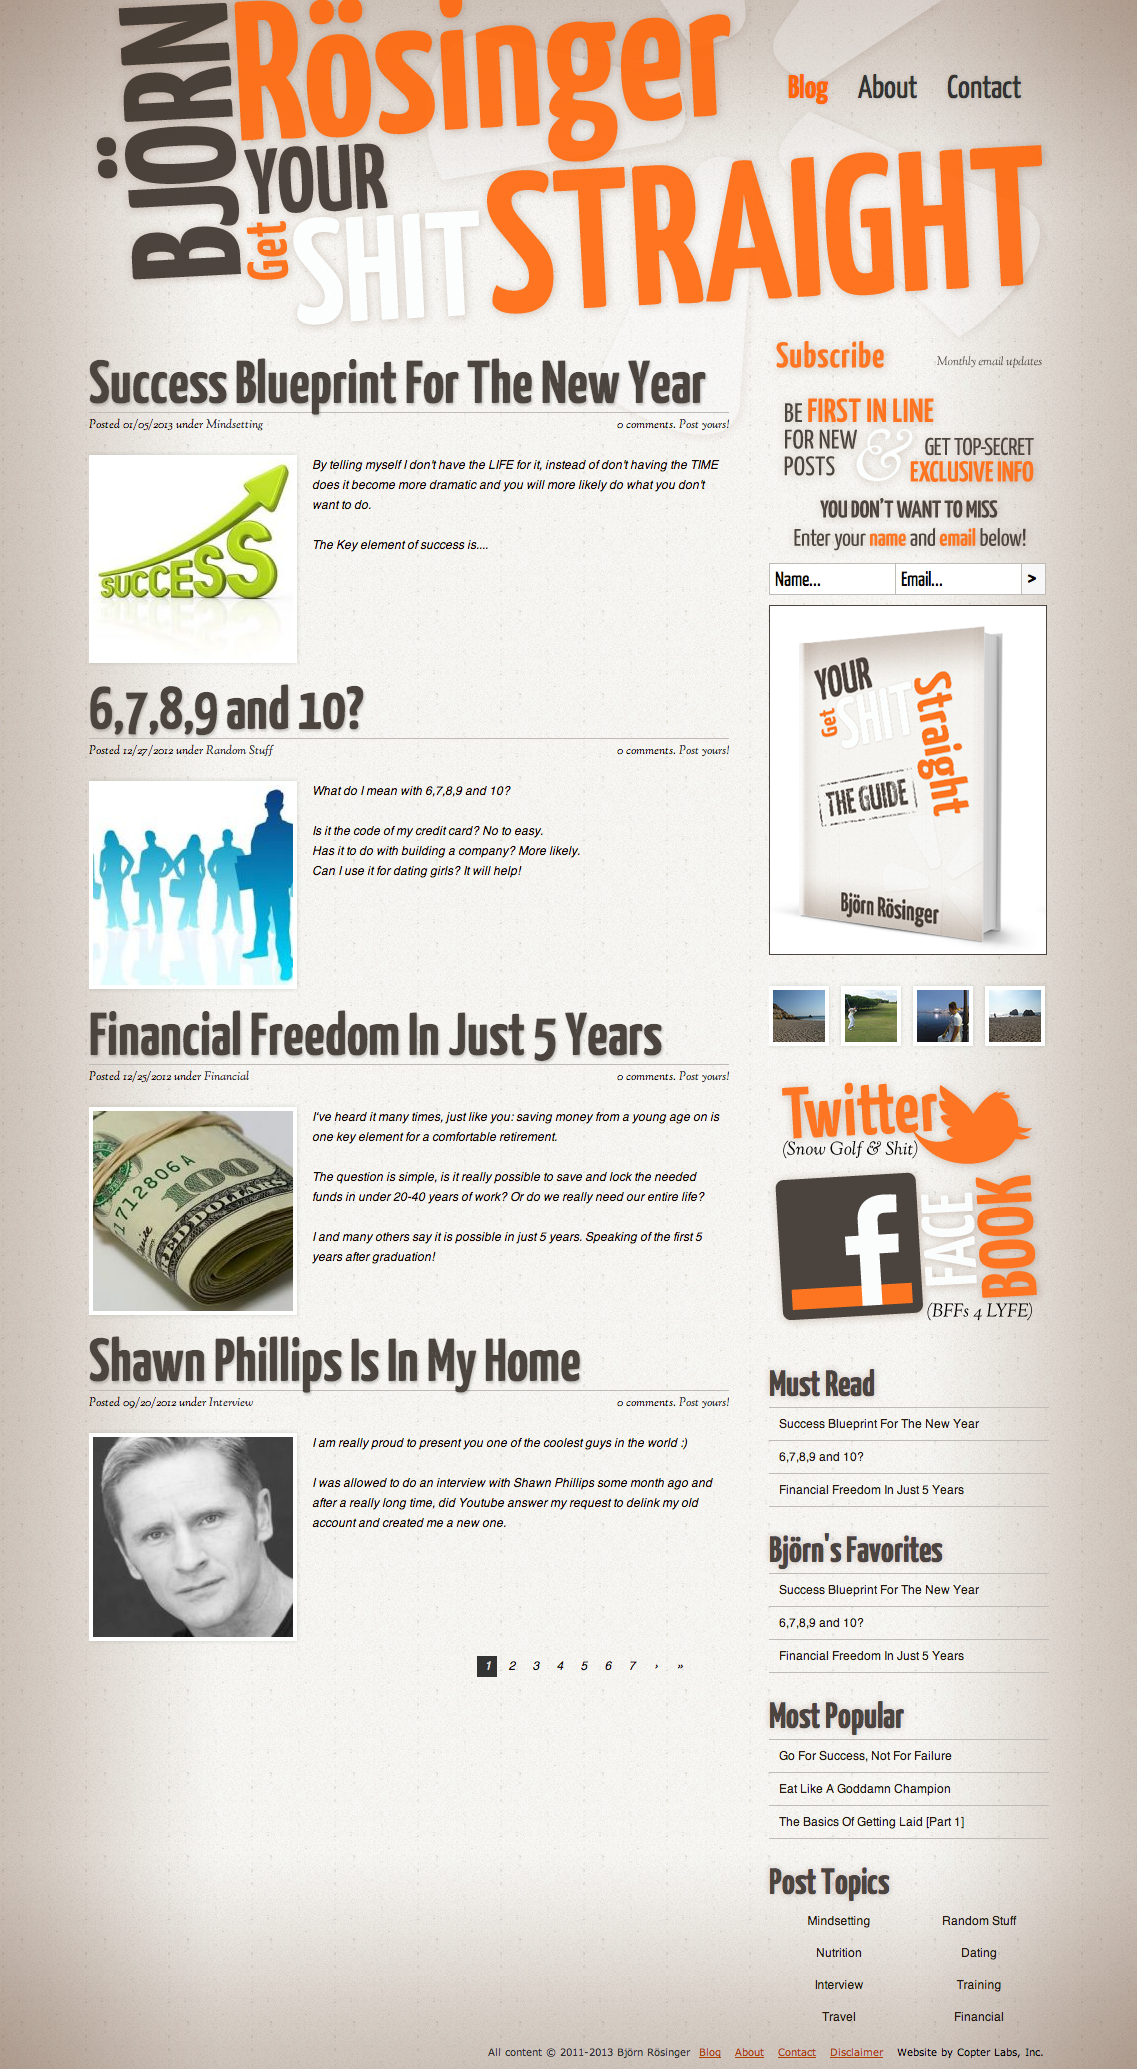 BJÖRN
Rösinger
Blog About Contact
Get
YOUR
SHIT
STRAIGHT
Success Blueprint For The New Year
Posted 01/05/2013 under Mindsetting
0 comments. Post yours!
SUCCESS
By telling myself I don't have the LIFE for it, instead of don't having the TIME
does it become more dramatic and you will more likely do what you don't
want to do.
The Key element of success is....
6,7,8,9 and 10?
Posted 12/27/2012 under Random Stuff
0 comments. Post yours!
What do I mean with 6,7,8,9 and 10?
Is it the code of my credit card? No to easy.
Has it to do with building a company? More likely.
Can I use it for dating girls? It will help!
Financial Freedom In Just 5 Years
Posted 12/25/2012 under Financial
0 comments. Post yours!
1712806A
100
I've heard it many times, just like you: saving money from a young age on is
one key element for a comfortable retirement.
The question is simple, is it really possible to save and lock the needed
funds in under 20-40 years of work? Or do we really need our entire life?
I and many others say it is possible in just 5 years. Speaking of the first 5
years after graduation!
Shawn Phillips Is In My Home
Posted 09/20/2012 under Interview
0 comments. Post yours!
I am really proud to present you one of the coolest guys in the world :)
I was allowed to do an interview with Shawn Phillips some month ago and
after a really long time, did Youtube answer my request to delink my old
account and created me a new one.
1 2 3 4 5 6 7 › »
Subscribe
Monthly email updates
BE FIRST IN LINE
FOR NEW
POSTS
&
GET TOP-SECRET
EXCLUSIVE INFO
YOU DON'T WANT TO MISS
Enter your name and email below!
Name... Email... >
YOUR
Get
SHIT
Straight
THE GUIDE
Björn Rösinger
Twitter
(Snow Golf & Shit)
f
FACE
BOOK
(BFFs 4 LYFE)
Must Read
Success Blueprint For The New Year
6,7,8,9 and 10?
Financial Freedom In Just 5 Years
Björn's Favorites
Success Blueprint For The New Year
6,7,8,9 and 10?
Financial Freedom In Just 5 Years
Most Popular
Go For Success, Not For Failure
Eat Like A Goddamn Champion
The Basics Of Getting Laid [Part 1]
Post Topics
Mindsetting Random Stuff
Nutrition Dating
Interview Training
Travel Financial
All content © 2011-2013 Björn Rösinger Blog About Contact Disclaimer Website by Copter Labs, Inc.